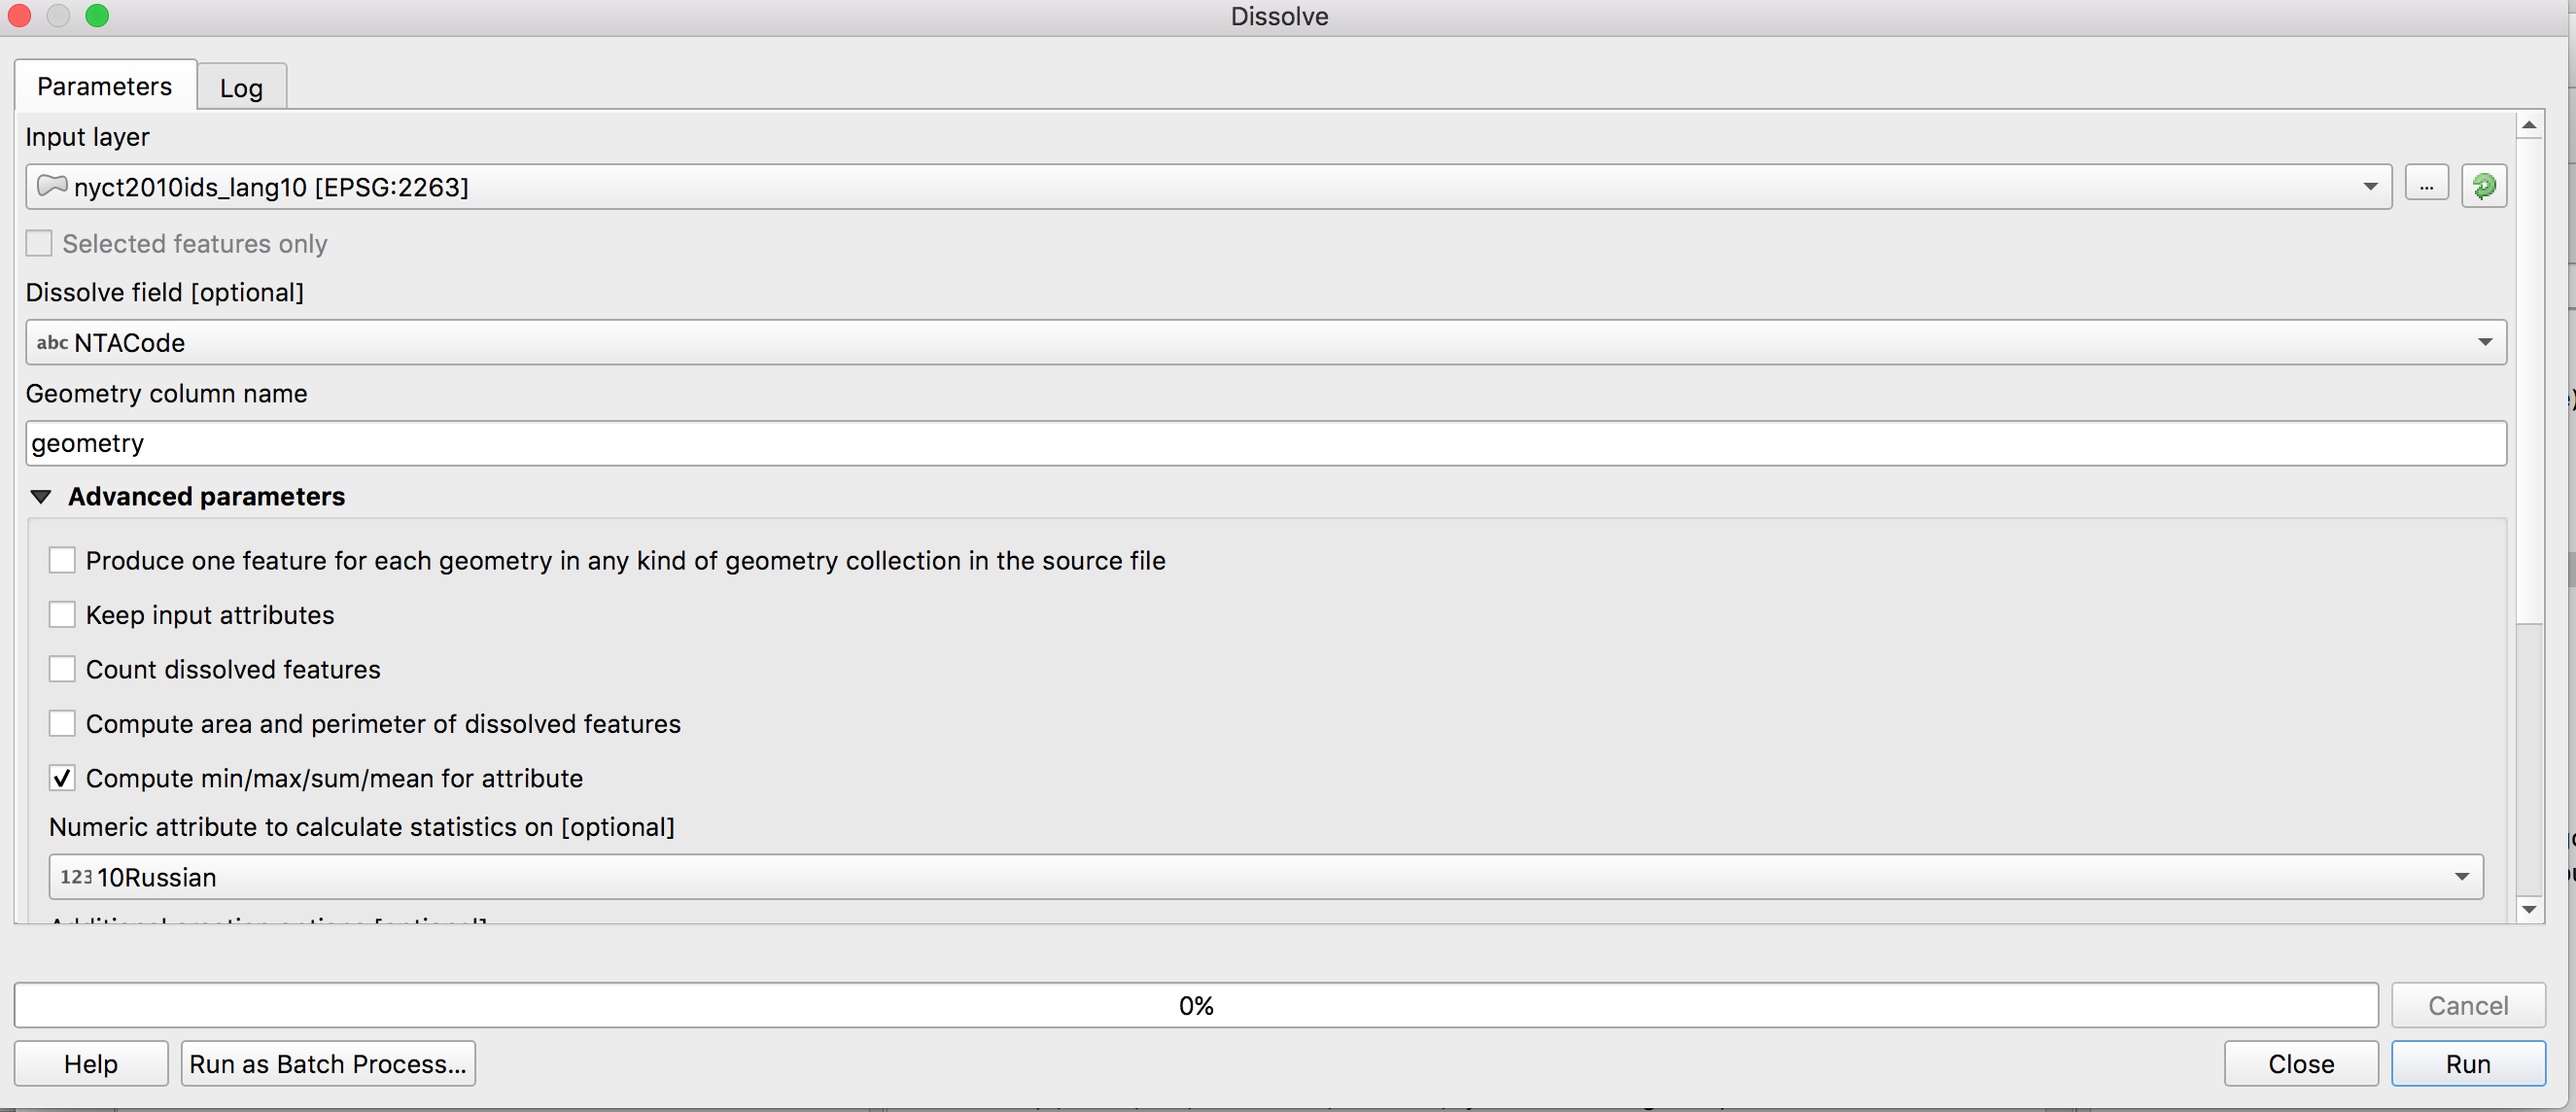 Dissolve
Parameters
Log
Input layer
nyct2010ids_lang10 [EPSG:2263]
...
Selected features only
Dissolve field [optional]
abc NTACode
Geometry column name
geometry
Advanced parameters
Produce one feature for each geometry in any kind of geometry collection in the source file
Keep input attributes
Count dissolved features
Compute area and perimeter of dissolved features
Compute min/max/sum/mean for attribute
Numeric attribute to calculate statistics on [optional]
123 10Russian
0%
Cancel
Help
Run as Batch Process...
Close
Run